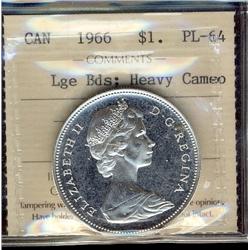 CAN 1966 $1. PL-64
COMMENTS
Lge Bds: Heavy Cameo
ELIZABETH II D·G·REGINA